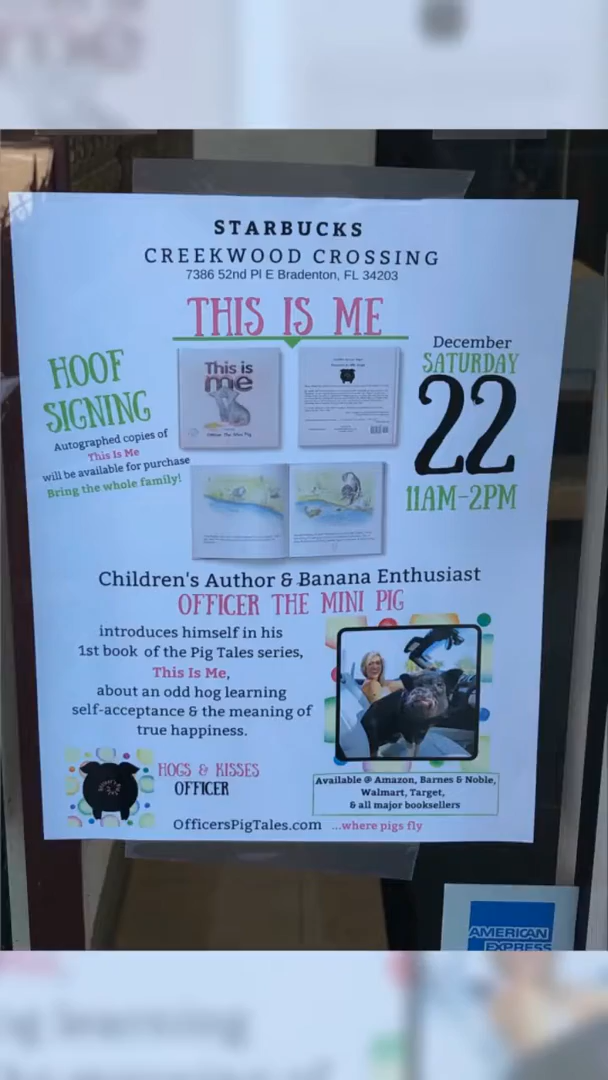 STARBUCKS
CREEKWOOD CROSSING
7386 52nd Pl E Bradenton, FL 34203
THIS IS ME
HOOF
SIGNING
Autographed copies of
This Is Me
will be available for purchase
Bring the whole family!
This is
me
Officer The Mini Pig
December
SATURDAY
22
11AM-2PM
Children's Author & Banana Enthusiast
OFFICER THE MINI PIG
introduces himself in his
1st book of the Pig Tales series,
This Is Me,
about an odd hog learning
self-acceptance & the meaning of
true happiness.
HOGS & KISSES
OFFICER
Available @ Amazon, Barnes & Noble,
Walmart, Target,
& all major booksellers
OfficersPigTales.com ...where pigs fly
AMERICAN
EXPRESS